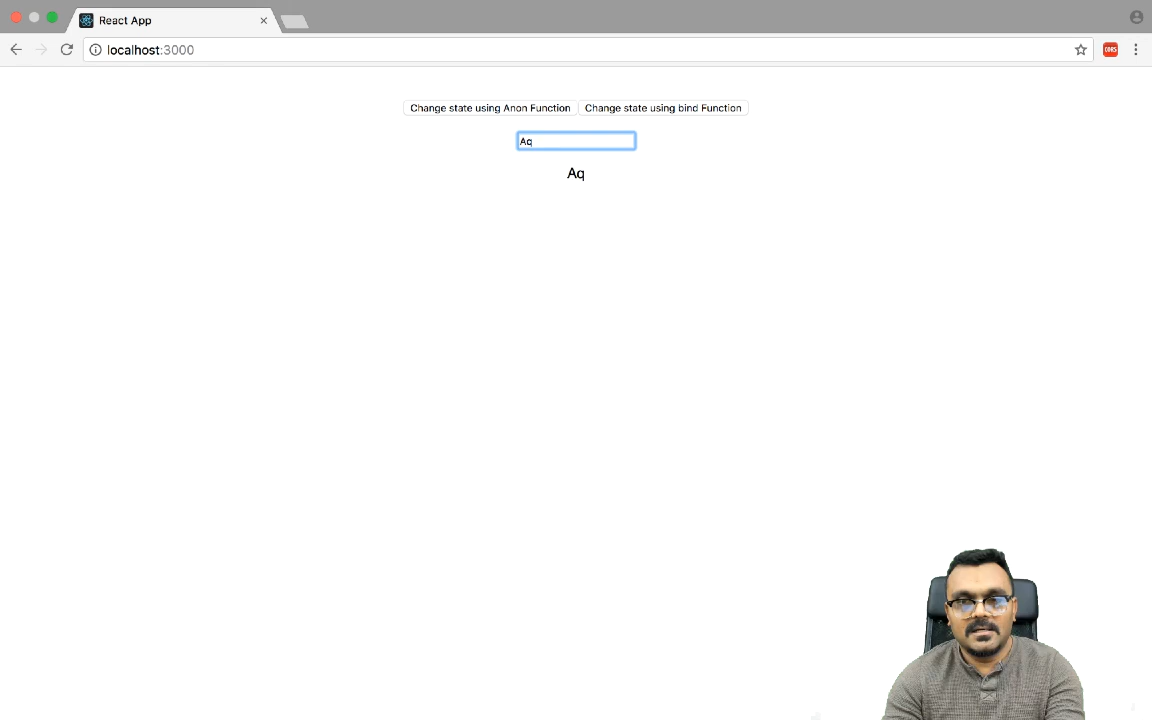 React App
localhost:3000
Change state using Anon Function Change state using bind Function
Aq
Aq